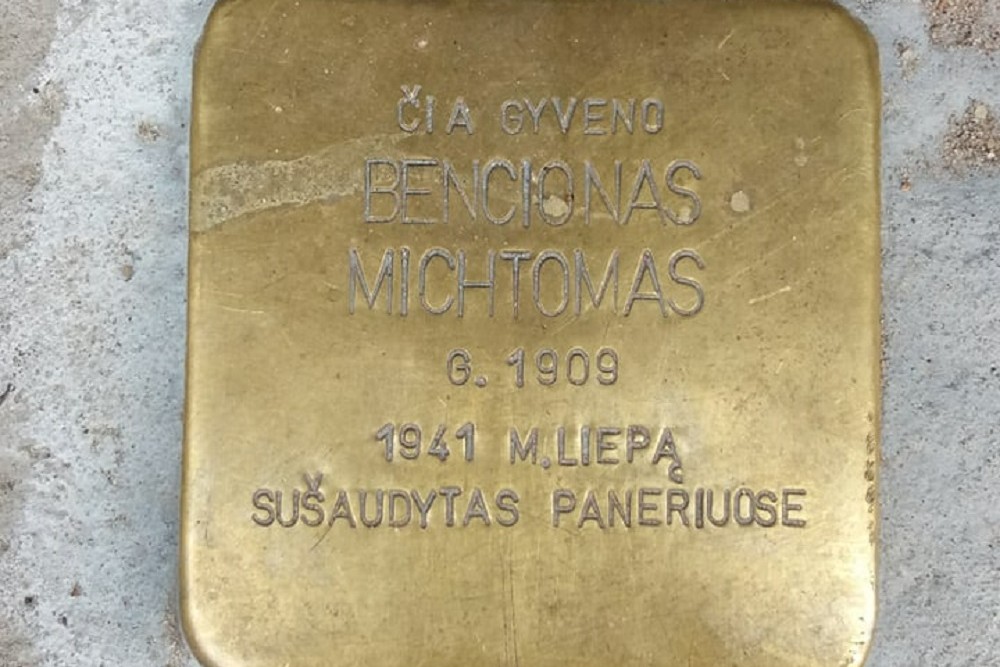 ČIA GYVENO
BENCIONAS
MICHTOMAS
G. 1909
1941 M.LIEPĄ
SUŠAUDYTAS PANERIUOSE